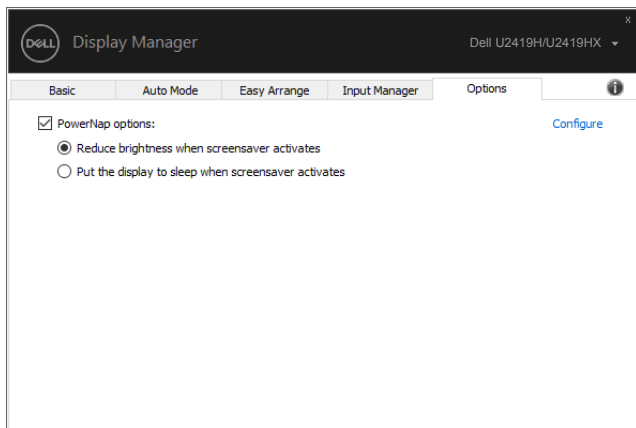 x
DELL Display Manager Dell U2419H/U2419HX
Basic Auto Mode Easy Arrange Input Manager Options i
PowerNap options: Configure
Reduce brightness when screensaver activates
Put the display to sleep when screensaver activates